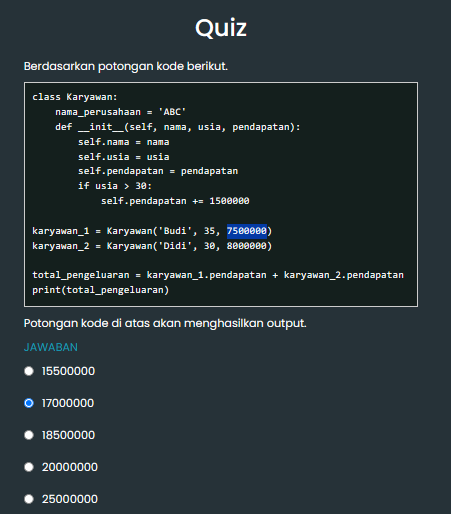 Quiz
Berdasarkan potongan kode berikut.
class Karyawan:
    nama_perusahaan = 'ABC'
    def __init__(self, nama, usia, pendapatan):
        self.nama = nama
        self.usia = usia
        self.pendapatan = pendapatan
        if usia > 30:
            self.pendapatan += 1500000
karyawan_1 = Karyawan('Budi', 35, 7500000)
karyawan_2 = Karyawan('Didi', 30, 8000000)
total_pengeluaran = karyawan_1.pendapatan + karyawan_2.pendapatan
print(total_pengeluaran)
Potongan kode di atas akan menghasilkan output.
JAWABAN
15500000
17000000
18500000
20000000
25000000